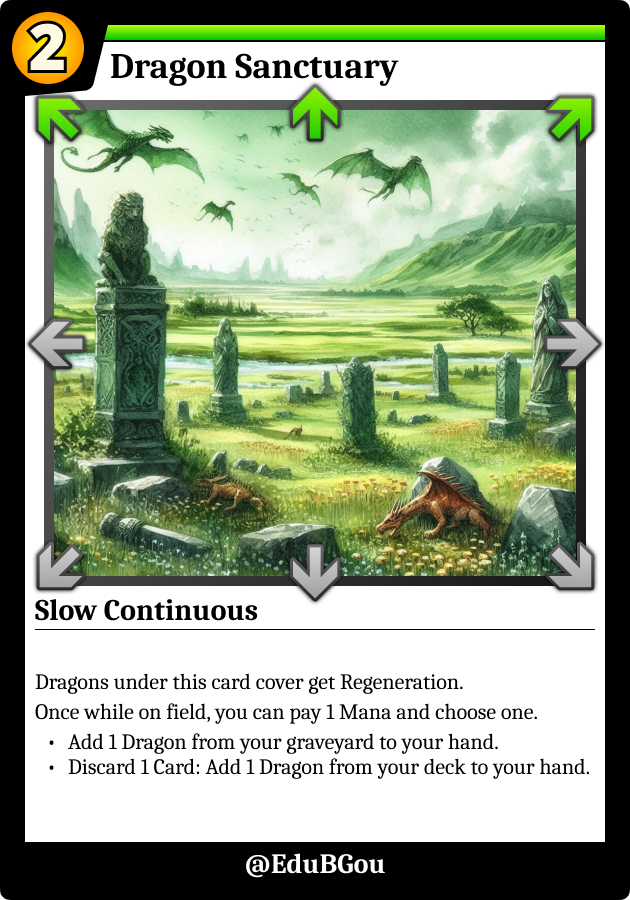 2
Dragon Sanctuary
Slow Continuous
Dragons under this card cover get Regeneration.
Once while on field, you can pay 1 Mana and choose one.
• Add 1 Dragon from your graveyard to your hand.
• Discard 1 Card: Add 1 Dragon from your deck to your hand.
@EduBGou